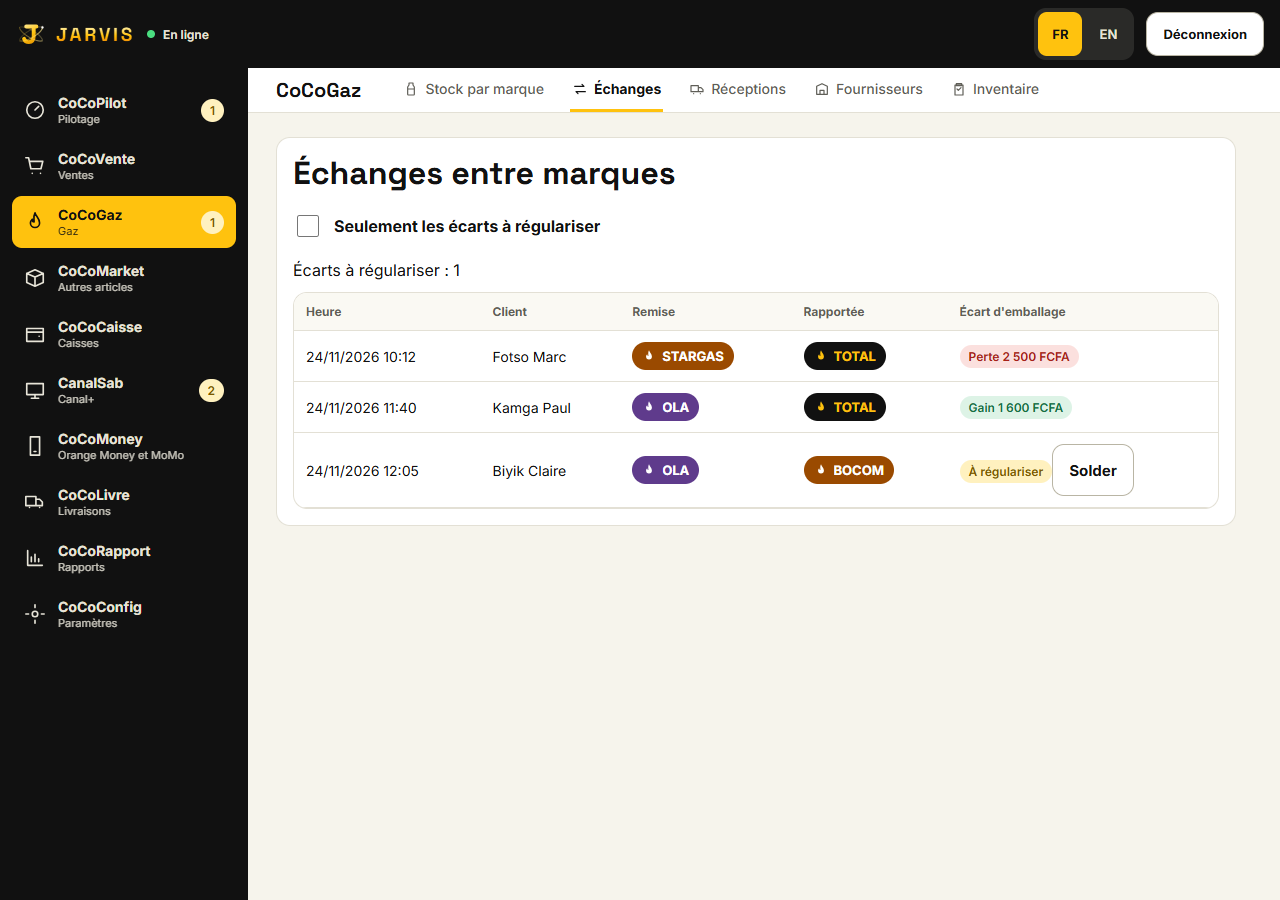 JARVIS En ligne FR EN Déconnexion
CoCoPilot
Pilotage
1
CoCoVente
Ventes
CoCoGaz
Gaz
1
CoCoMarket
Autres articles
CoCoCaisse
Caisses
CanalSab
Canal+
2
CoCoMoney
Orange Money et MoMo
CoCoLivre
Livraisons
CoCoRapport
Rapports
CoCoConfig
Paramètres
CoCoGaz Stock par marque Échanges Réceptions Fournisseurs Inventaire
Échanges entre marques
Seulement les écarts à régulariser
Écarts à régulariser : 1
Heure Client Remise Rapportée Écart d'emballage
24/11/2026 10:12 Fotso Marc STARGAS TOTAL Perte 2 500 FCFA
24/11/2026 11:40 Kamga Paul OLA TOTAL Gain 1 600 FCFA
24/11/2026 12:05 Biyik Claire OLA BOCOM À régulariser Solder